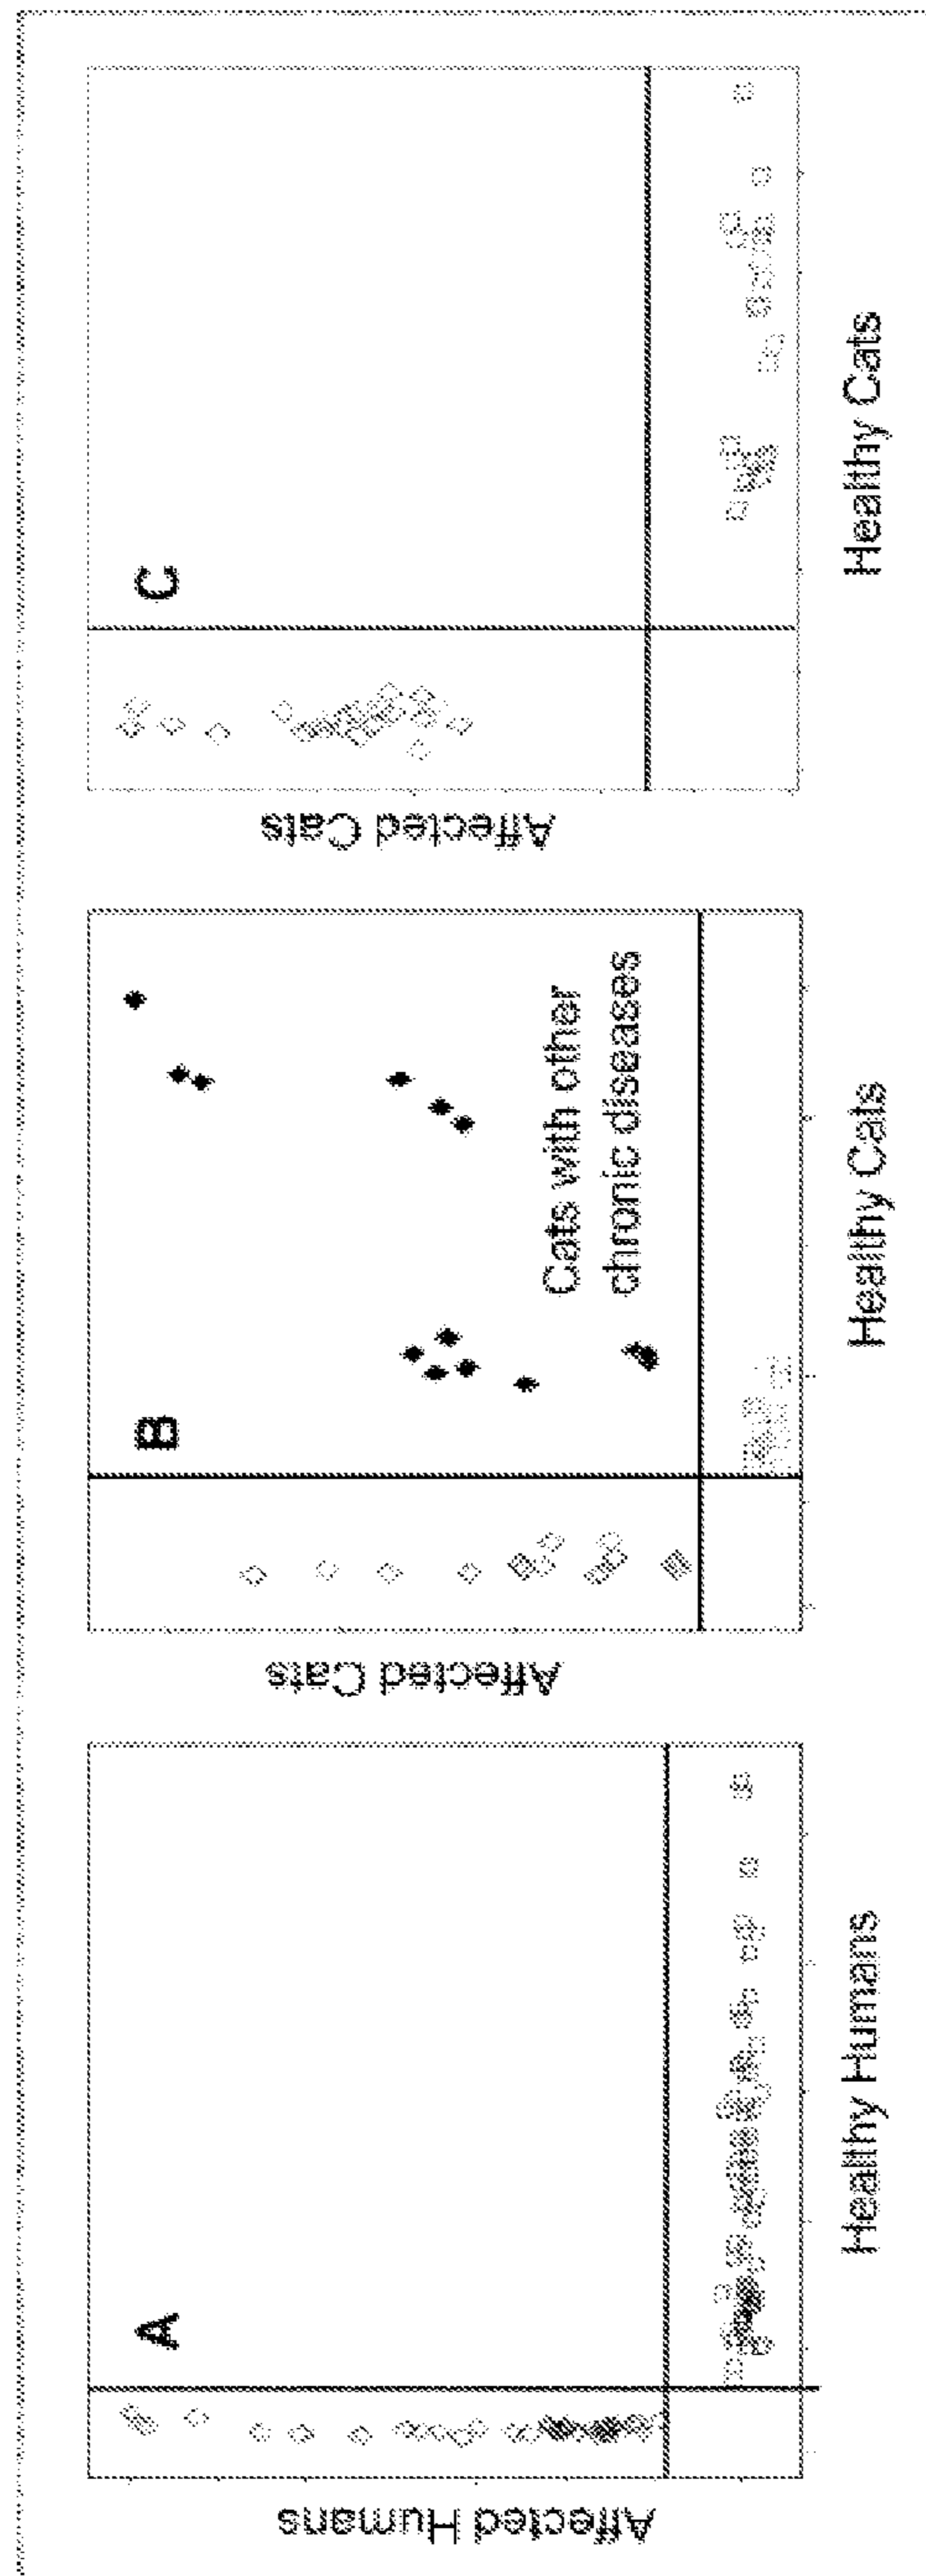 A
Affected Humans
Healthy Humans
B
Cats with other
chronic diseases
Affected Cats
Healthy Cats
C
Affected Cats
Healthy Cats